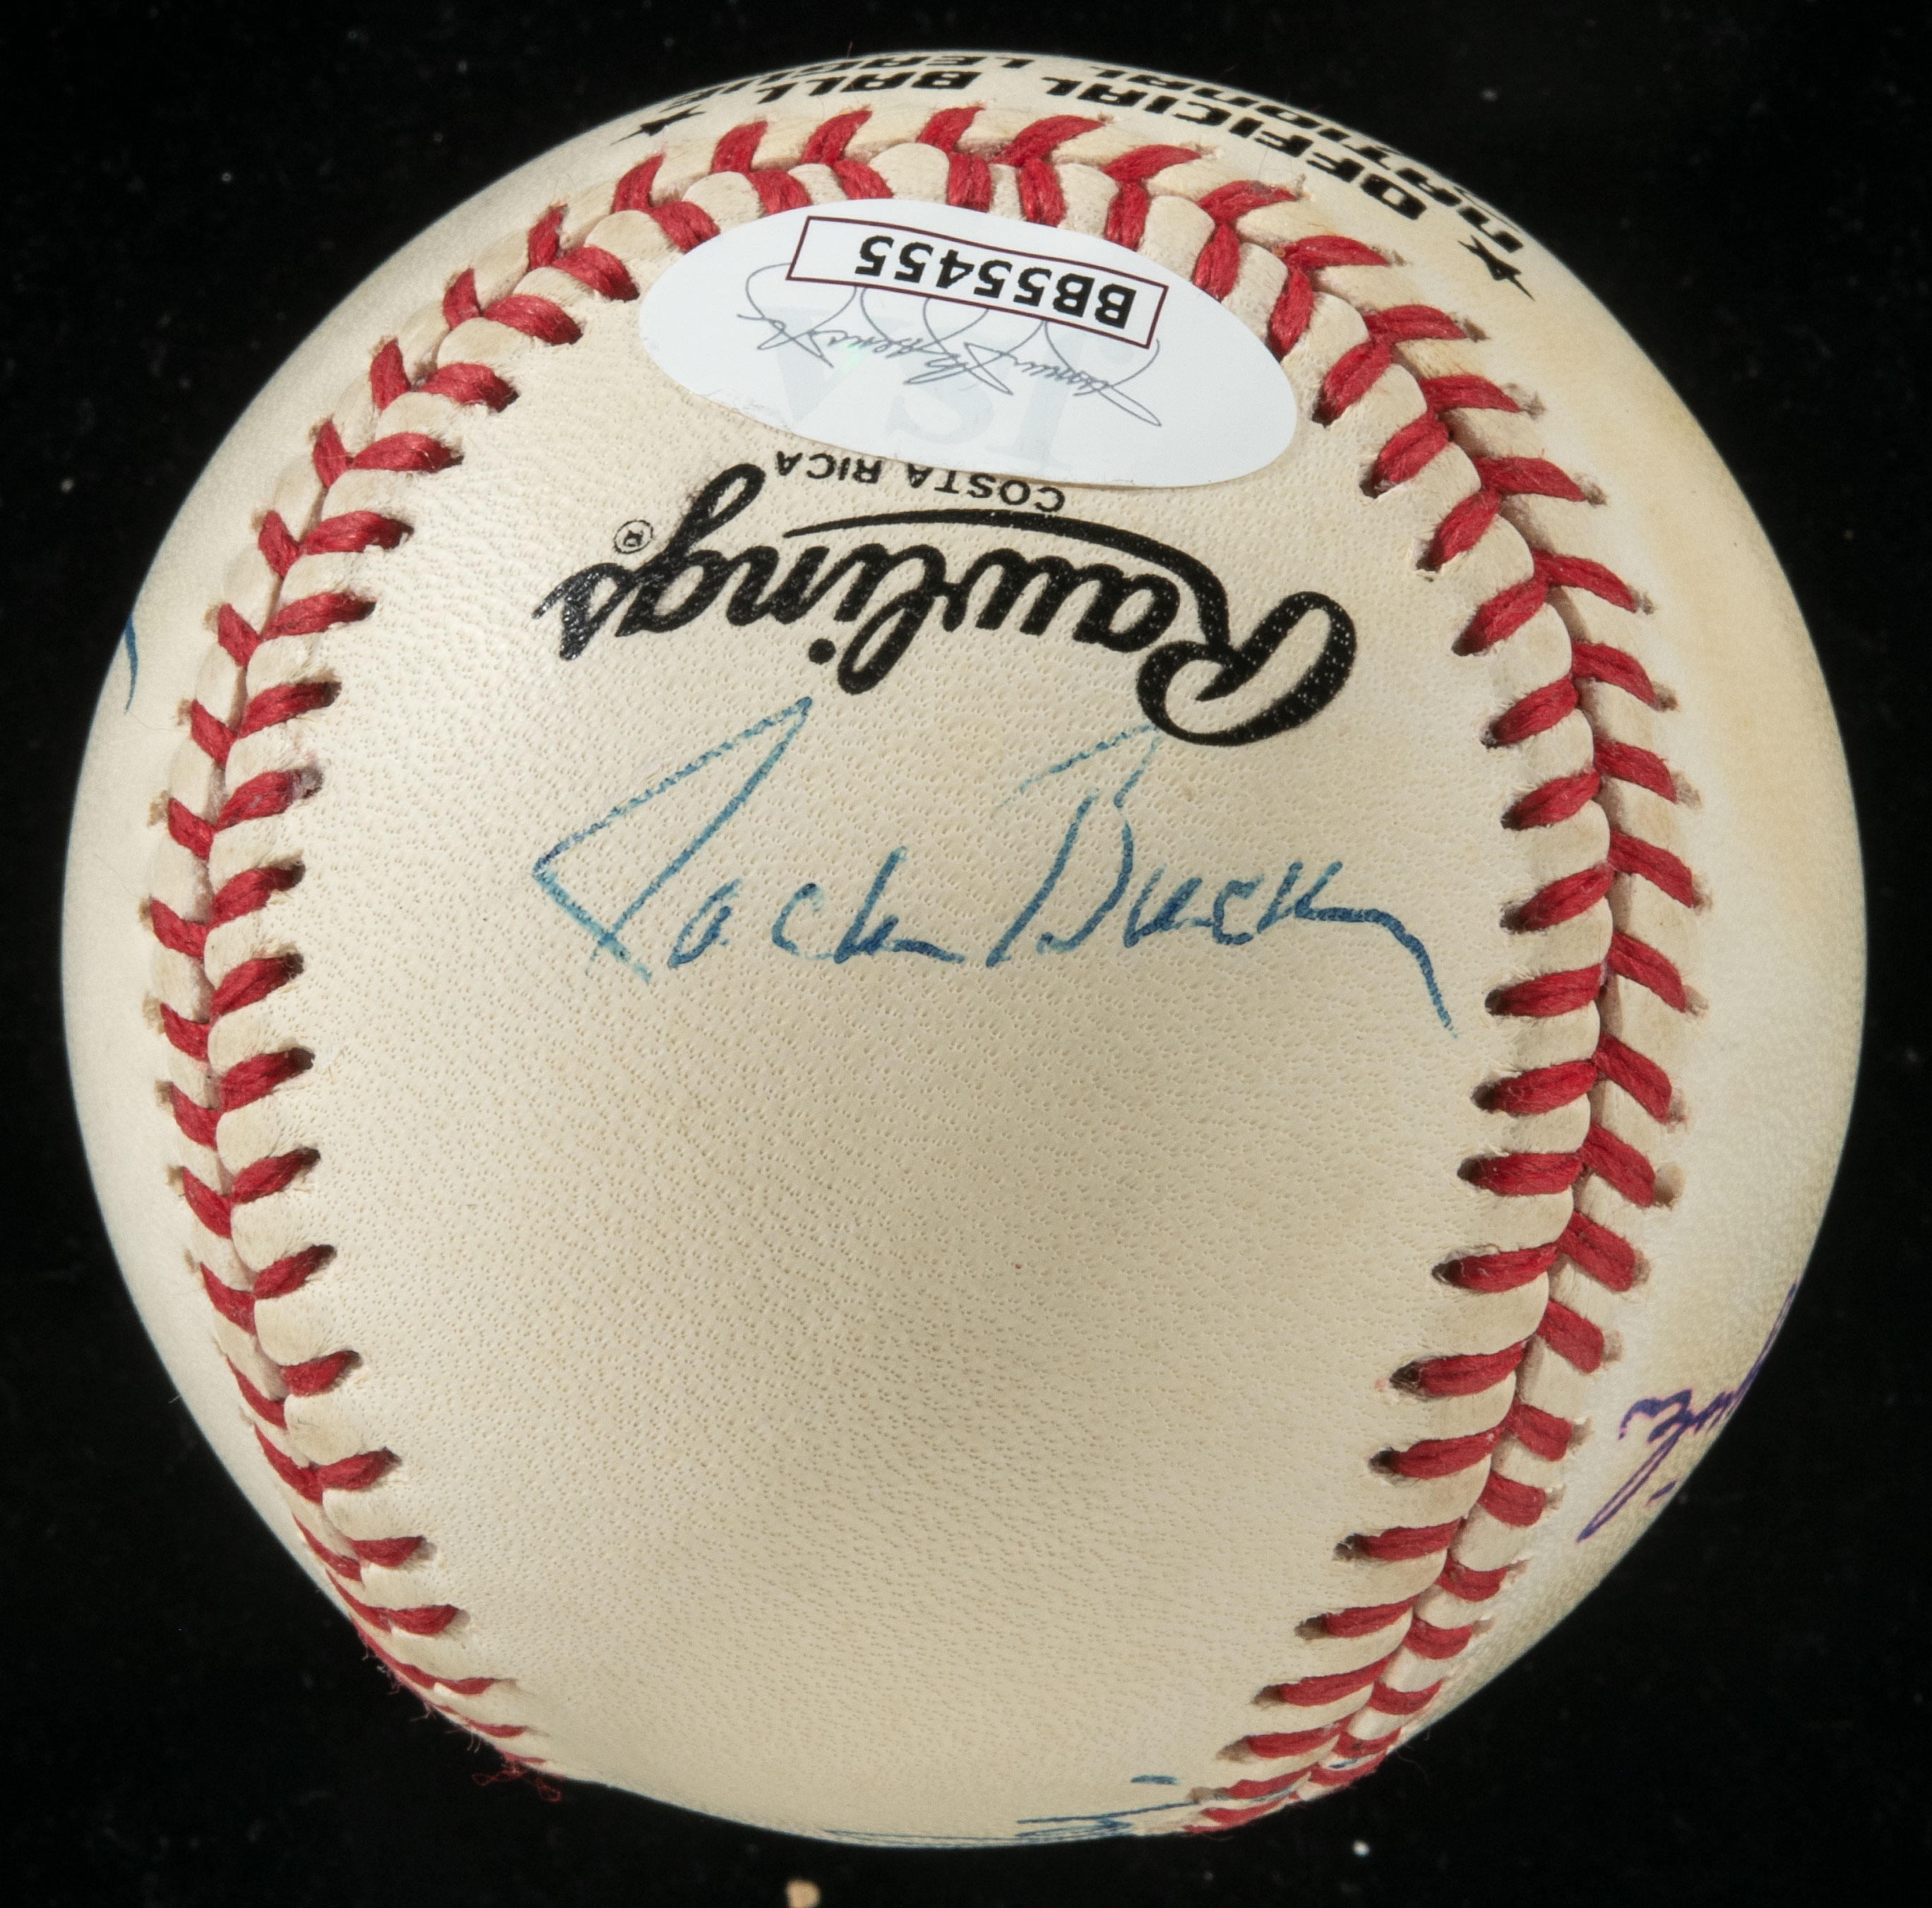 OFFICIAL BALL
NATIONAL LEAGUE
BB55455
JSA
COSTA RICA
Rawlings®
Jack Buck